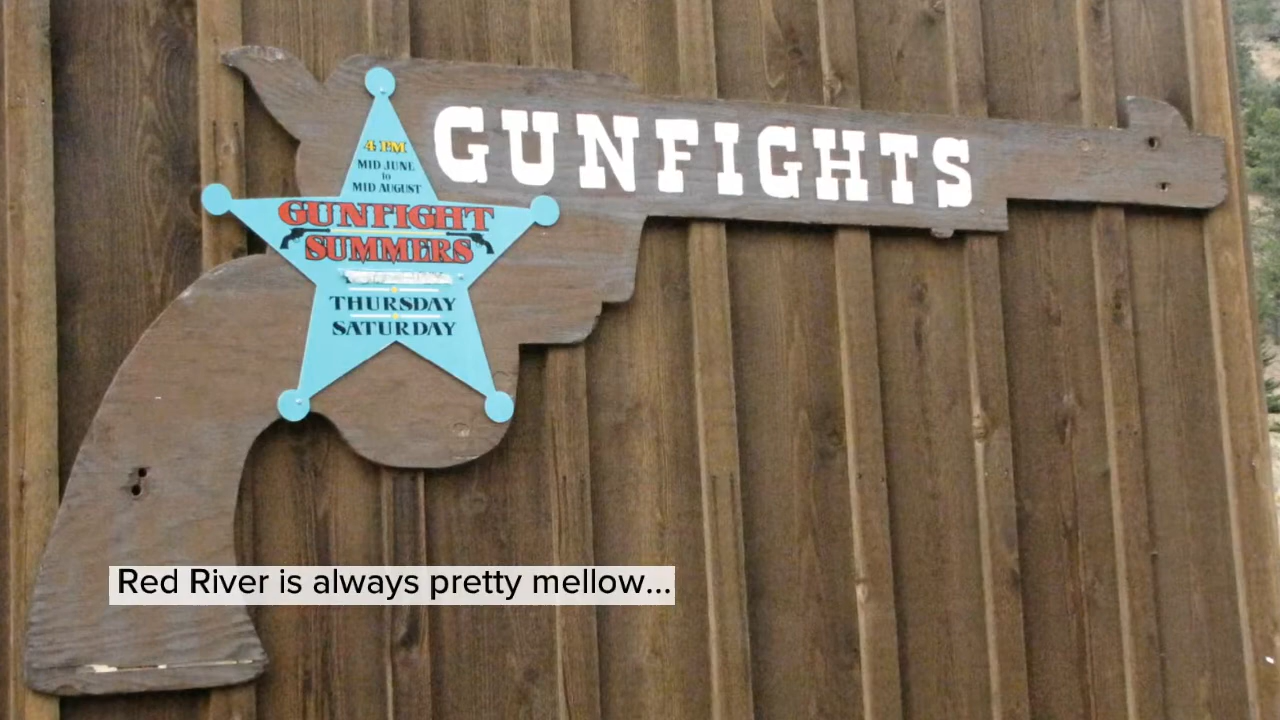 GUNFIGHTS
4 PM
MID JUNE
to
MID AUGUST
GUNFIGHT
SUMMERS
THURSDAY
SATURDAY
Red River is always pretty mellow...